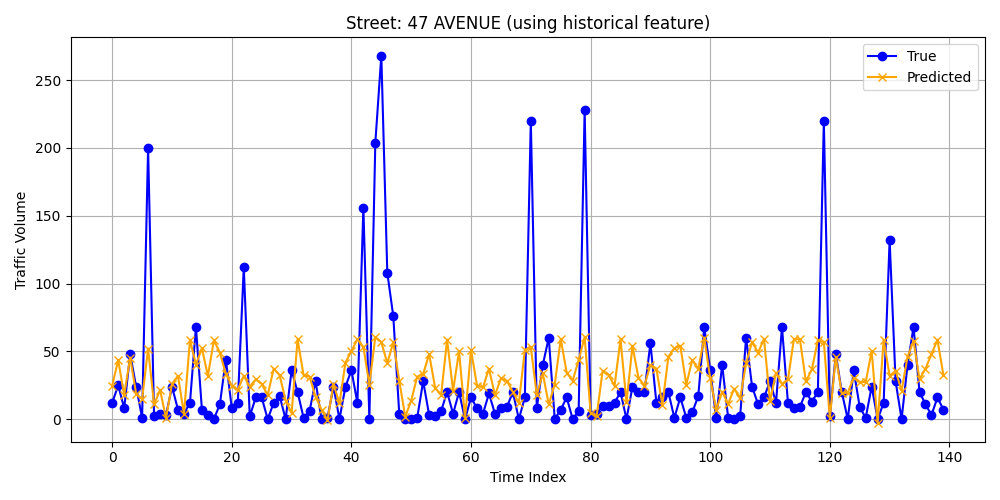 Street: 47 AVENUE (using historical feature)
True
Predicted
Traffic Volume
250
200
150
100
50
0
0 20 40 60 80 100 120 140
Time Index